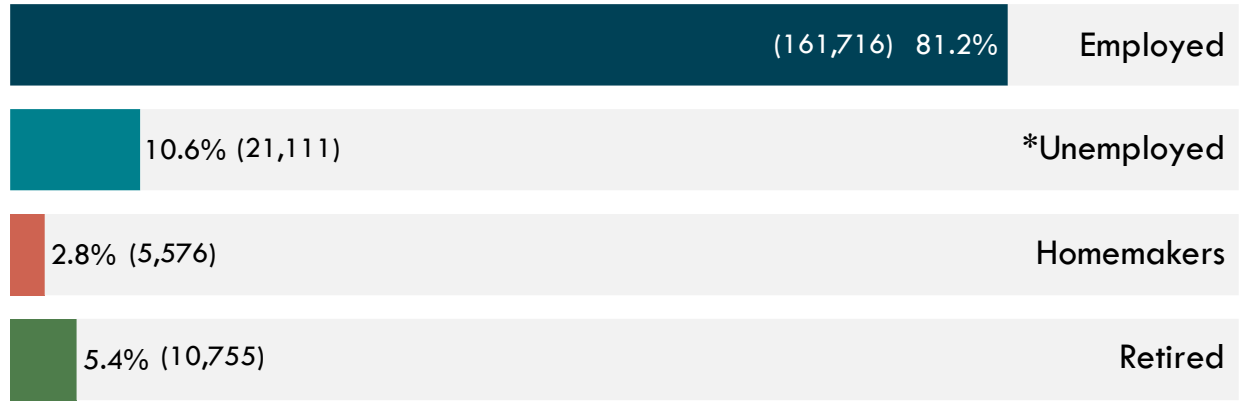 (161,716) 81.2% Employed
10.6% (21,111) *Unemployed
2.8% (5,576) Homemakers
5.4% (10,755) Retired